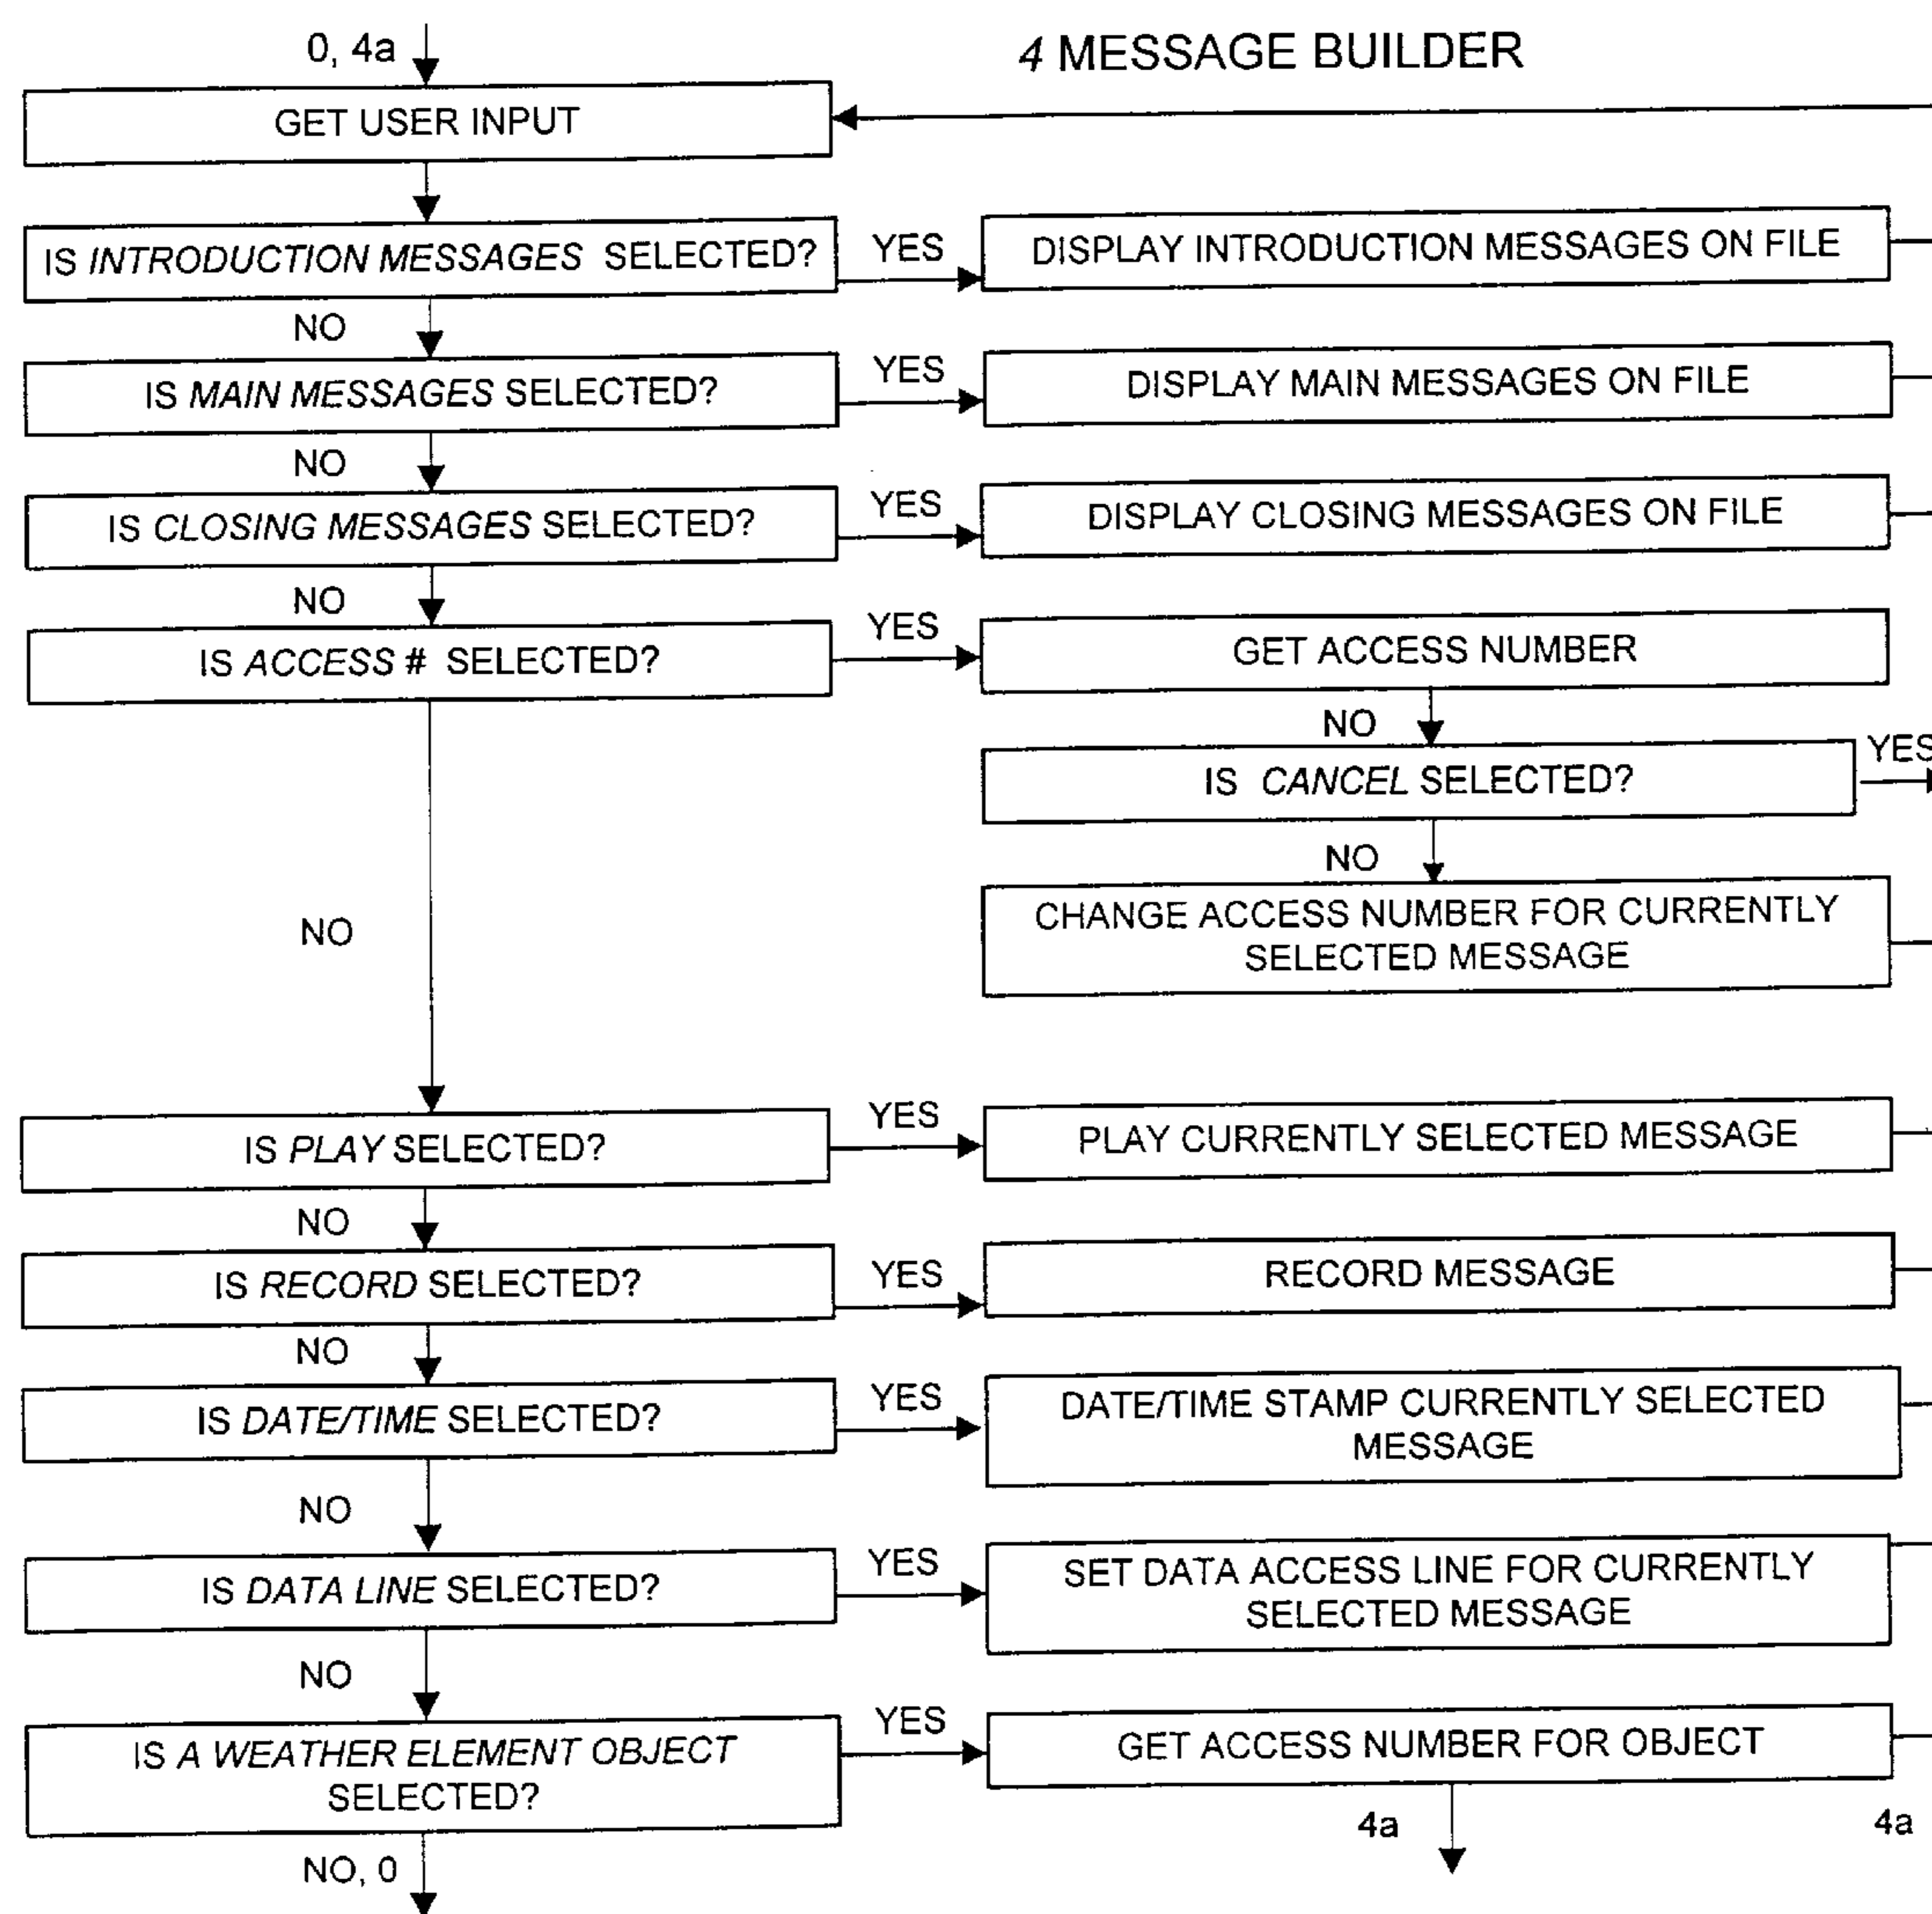 0, 4a
4 MESSAGE BUILDER
GET USER INPUT
IS INTRODUCTION MESSAGES SELECTED?
YES
DISPLAY INTRODUCTION MESSAGES ON FILE
NO
IS MAIN MESSAGES SELECTED?
YES
DISPLAY MAIN MESSAGES ON FILE
NO
IS CLOSING MESSAGES SELECTED?
YES
DISPLAY CLOSING MESSAGES ON FILE
NO
IS ACCESS # SELECTED?
YES
GET ACCESS NUMBER
NO
IS CANCEL SELECTED?
YES
NO
CHANGE ACCESS NUMBER FOR CURRENTLY
SELECTED MESSAGE
NO
IS PLAY SELECTED?
YES
PLAY CURRENTLY SELECTED MESSAGE
NO
IS RECORD SELECTED?
YES
RECORD MESSAGE
NO
IS DATE/TIME SELECTED?
YES
DATE/TIME STAMP CURRENTLY SELECTED
MESSAGE
NO
IS DATA LINE SELECTED?
YES
SET DATA ACCESS LINE FOR CURRENTLY
SELECTED MESSAGE
NO
IS A WEATHER ELEMENT OBJECT
SELECTED?
YES
GET ACCESS NUMBER FOR OBJECT
4a
4a
NO, 0